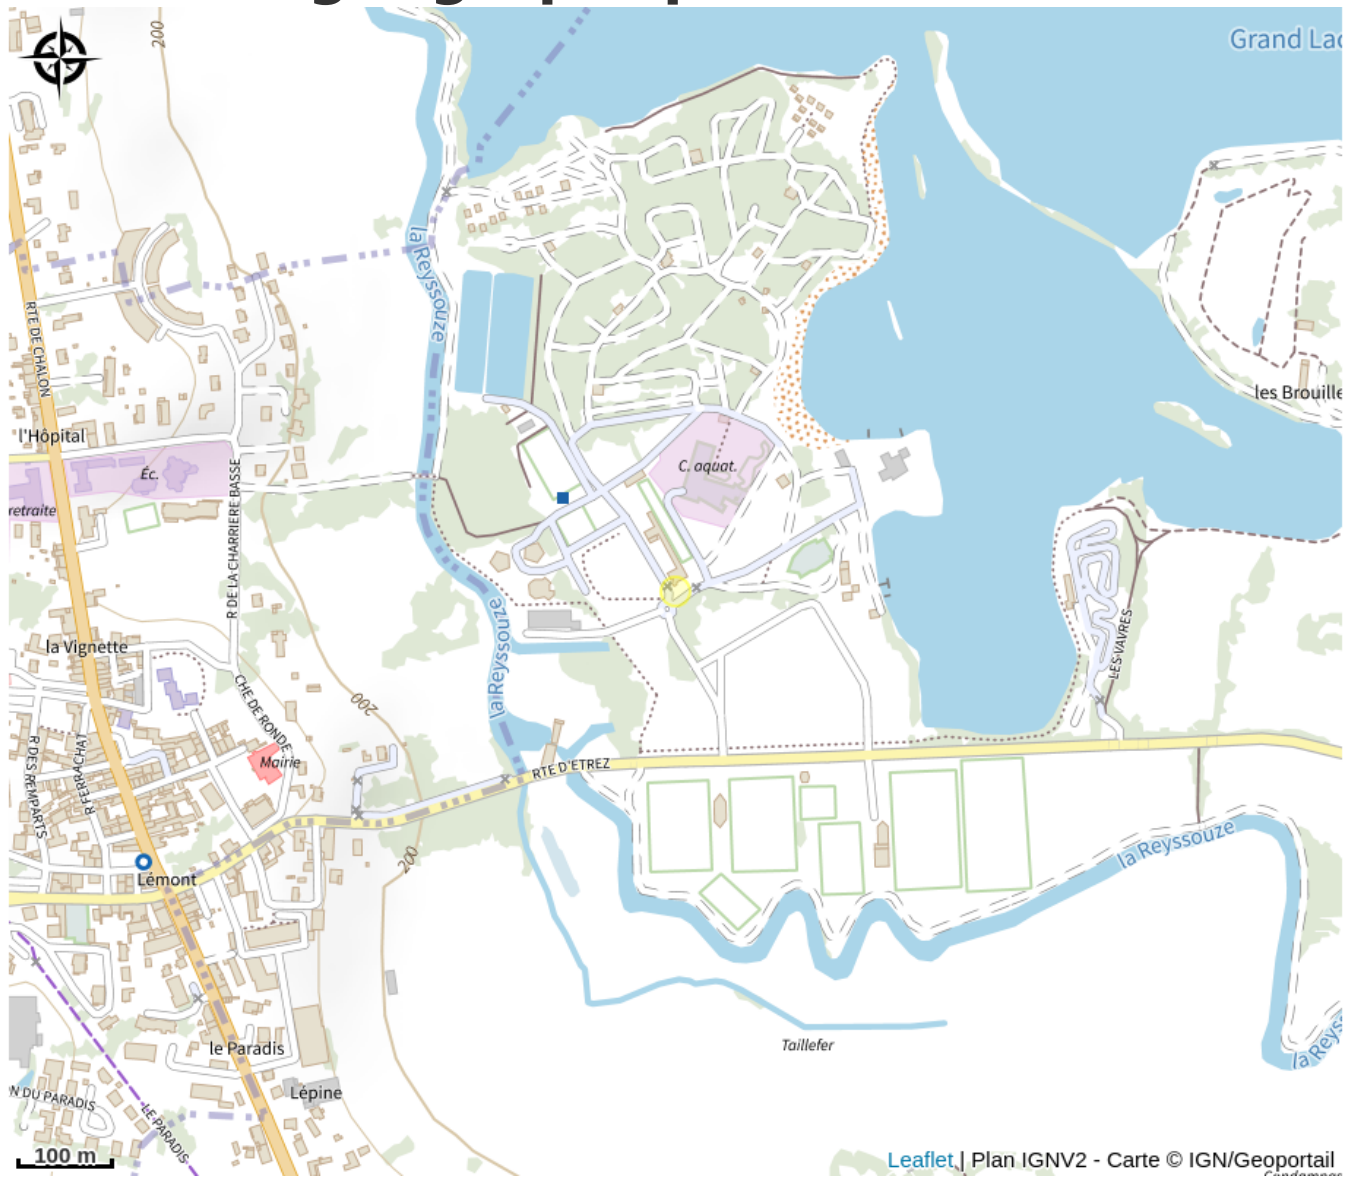 200
Grand Lac
la Reyssouze
RTE DE CHALON
les Brouille
l'Hôpital
Éc.
C. aquat.
retraite
R DE LA CHARRIERE BASSE
la Reyssouze
LES VAVRES
la Vignette
CHE DE RONDE
200
R DES REMPARTS
R FERRACHAT
Mairie
RTE D'ETREZ
200
la Reyssouze
Lémont
la Reyss
Taillefer
le Paradis
Lépine
N DU PARADIS
LE PARADIS
100 m
Leaflet | Plan IGNV2 - Carte © IGN/Geoportail